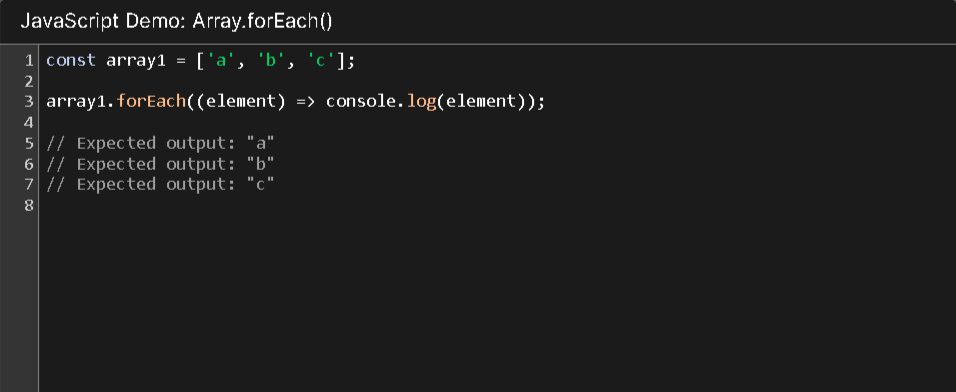 JavaScript Demo: Array.forEach()
1 const array1 = ['a', 'b', 'c'];
2
3 array1.forEach((element) => console.log(element));
4
5 // Expected output: "a"
6 // Expected output: "b"
7 // Expected output: "c"
8